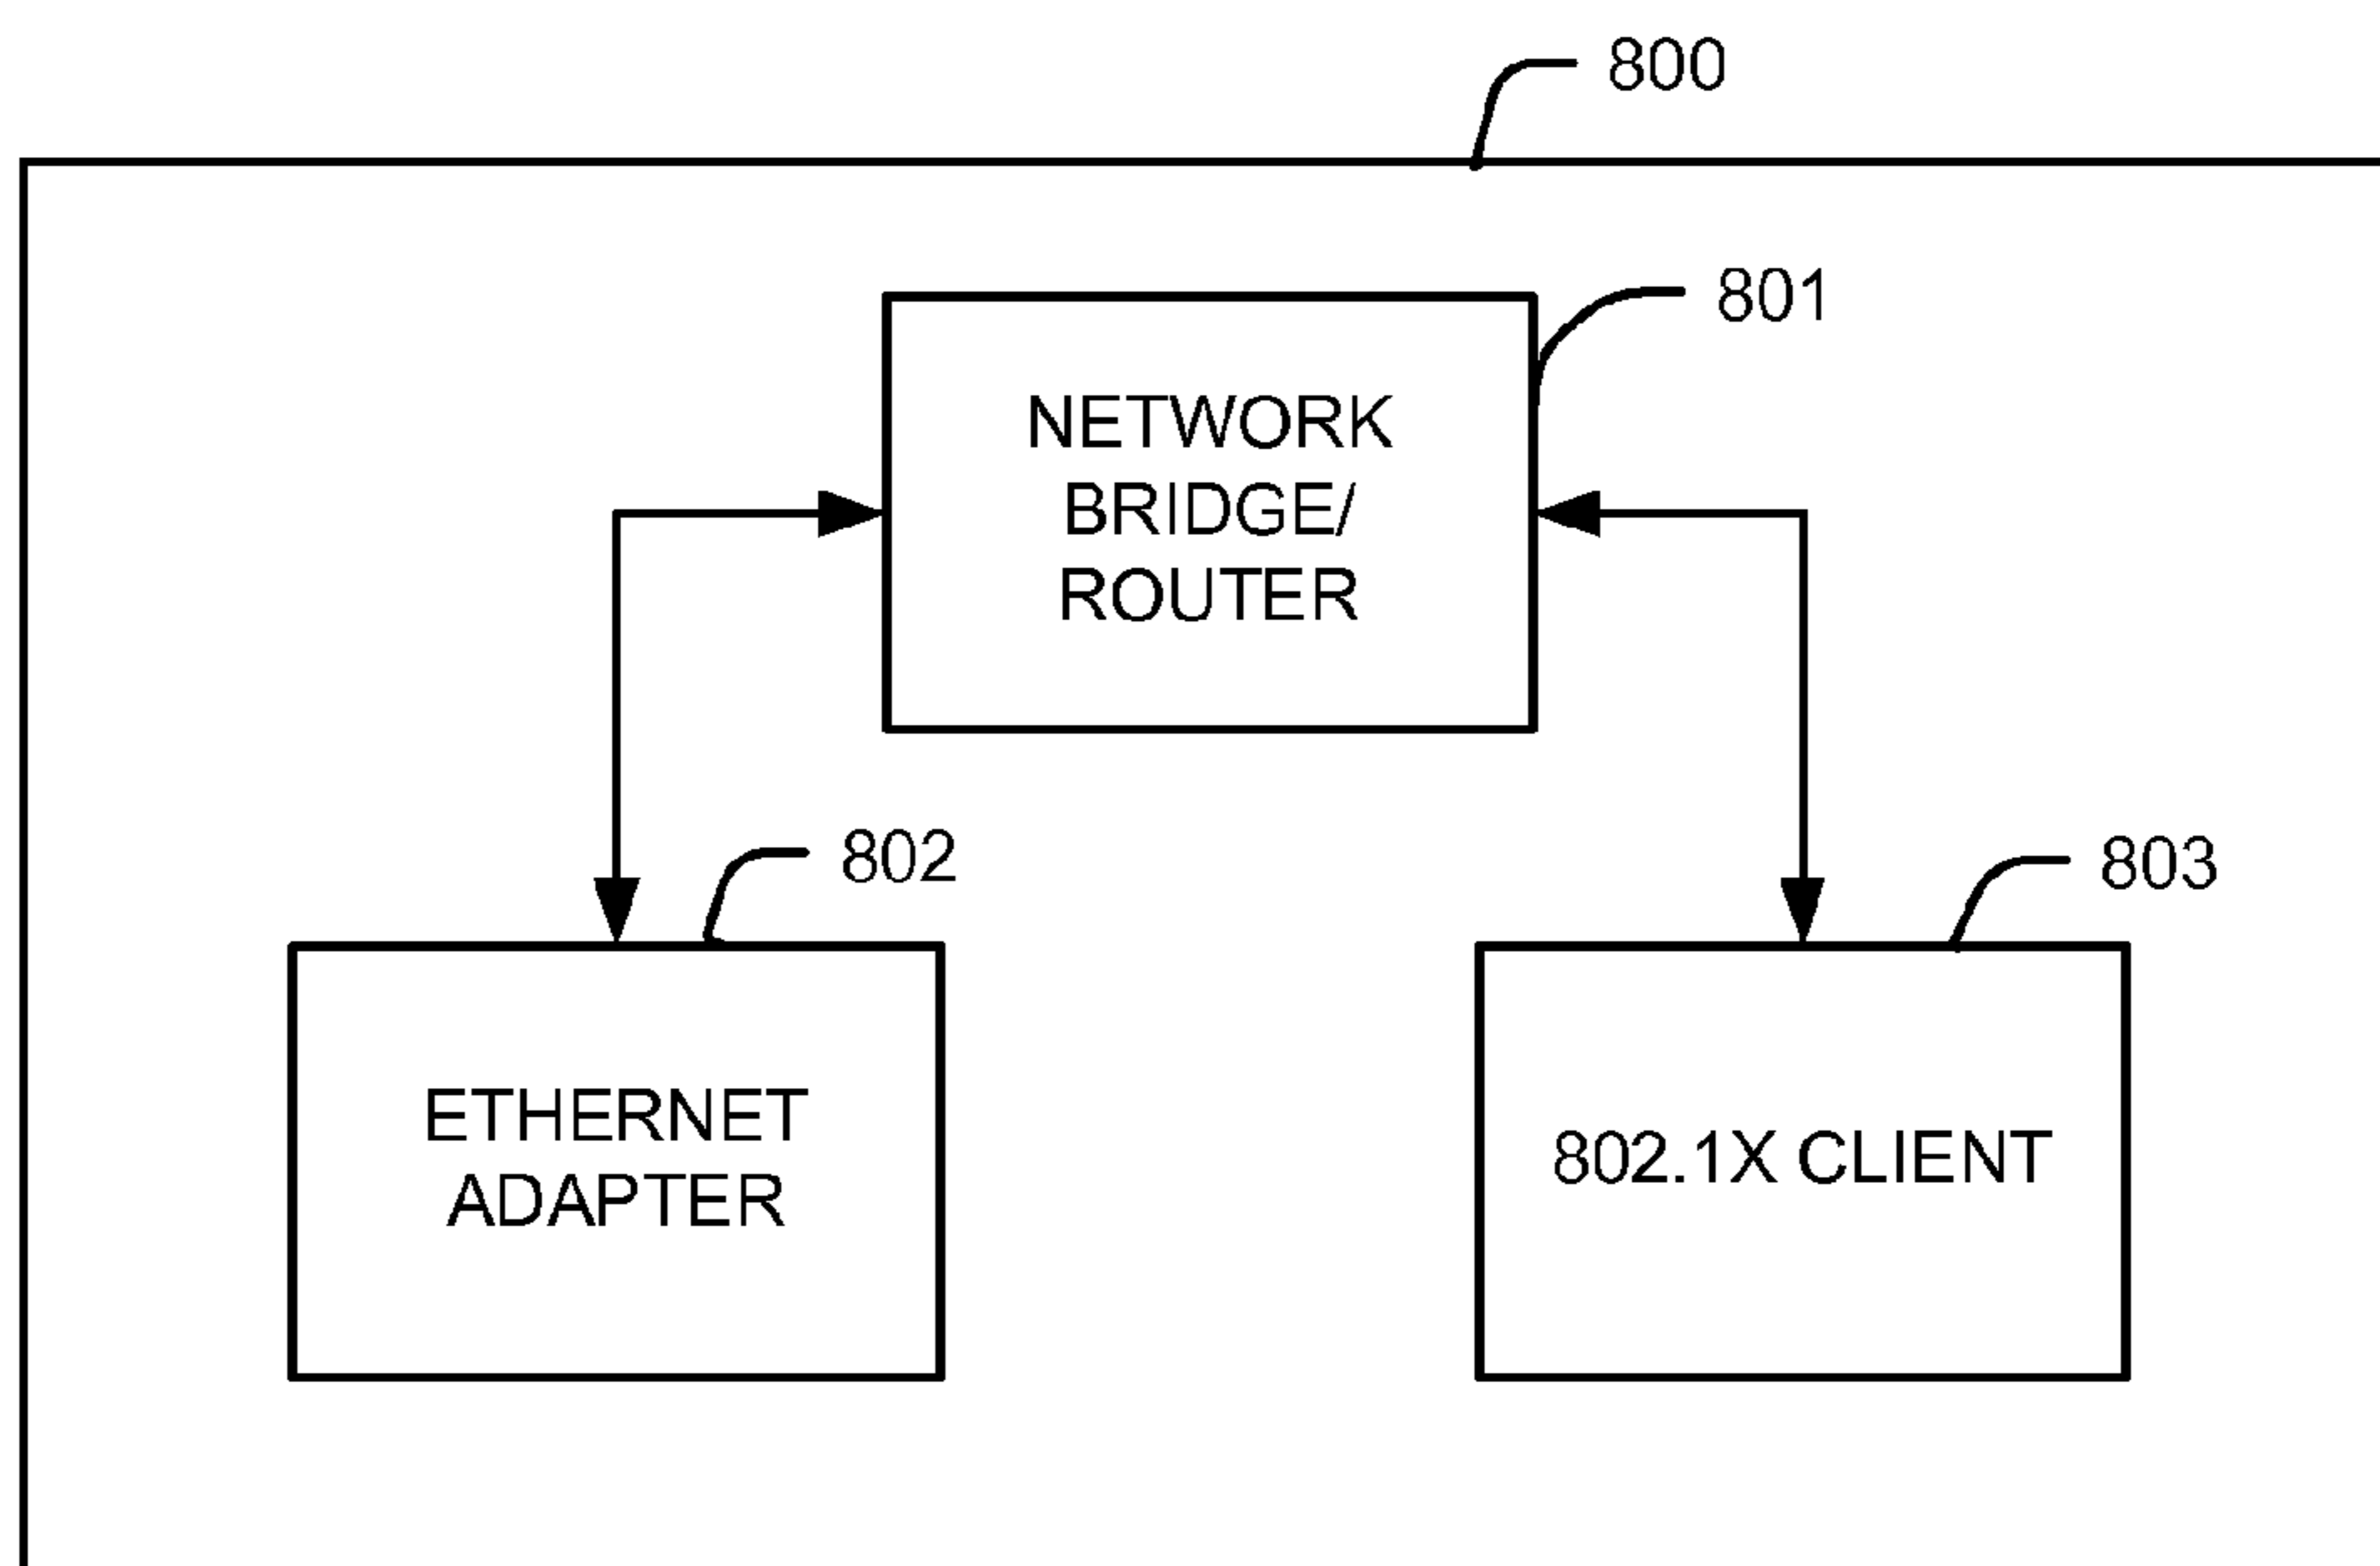 800
801
NETWORK
BRIDGE/
ROUTER
802
803
ETHERNET
ADAPTER
802.1X CLIENT